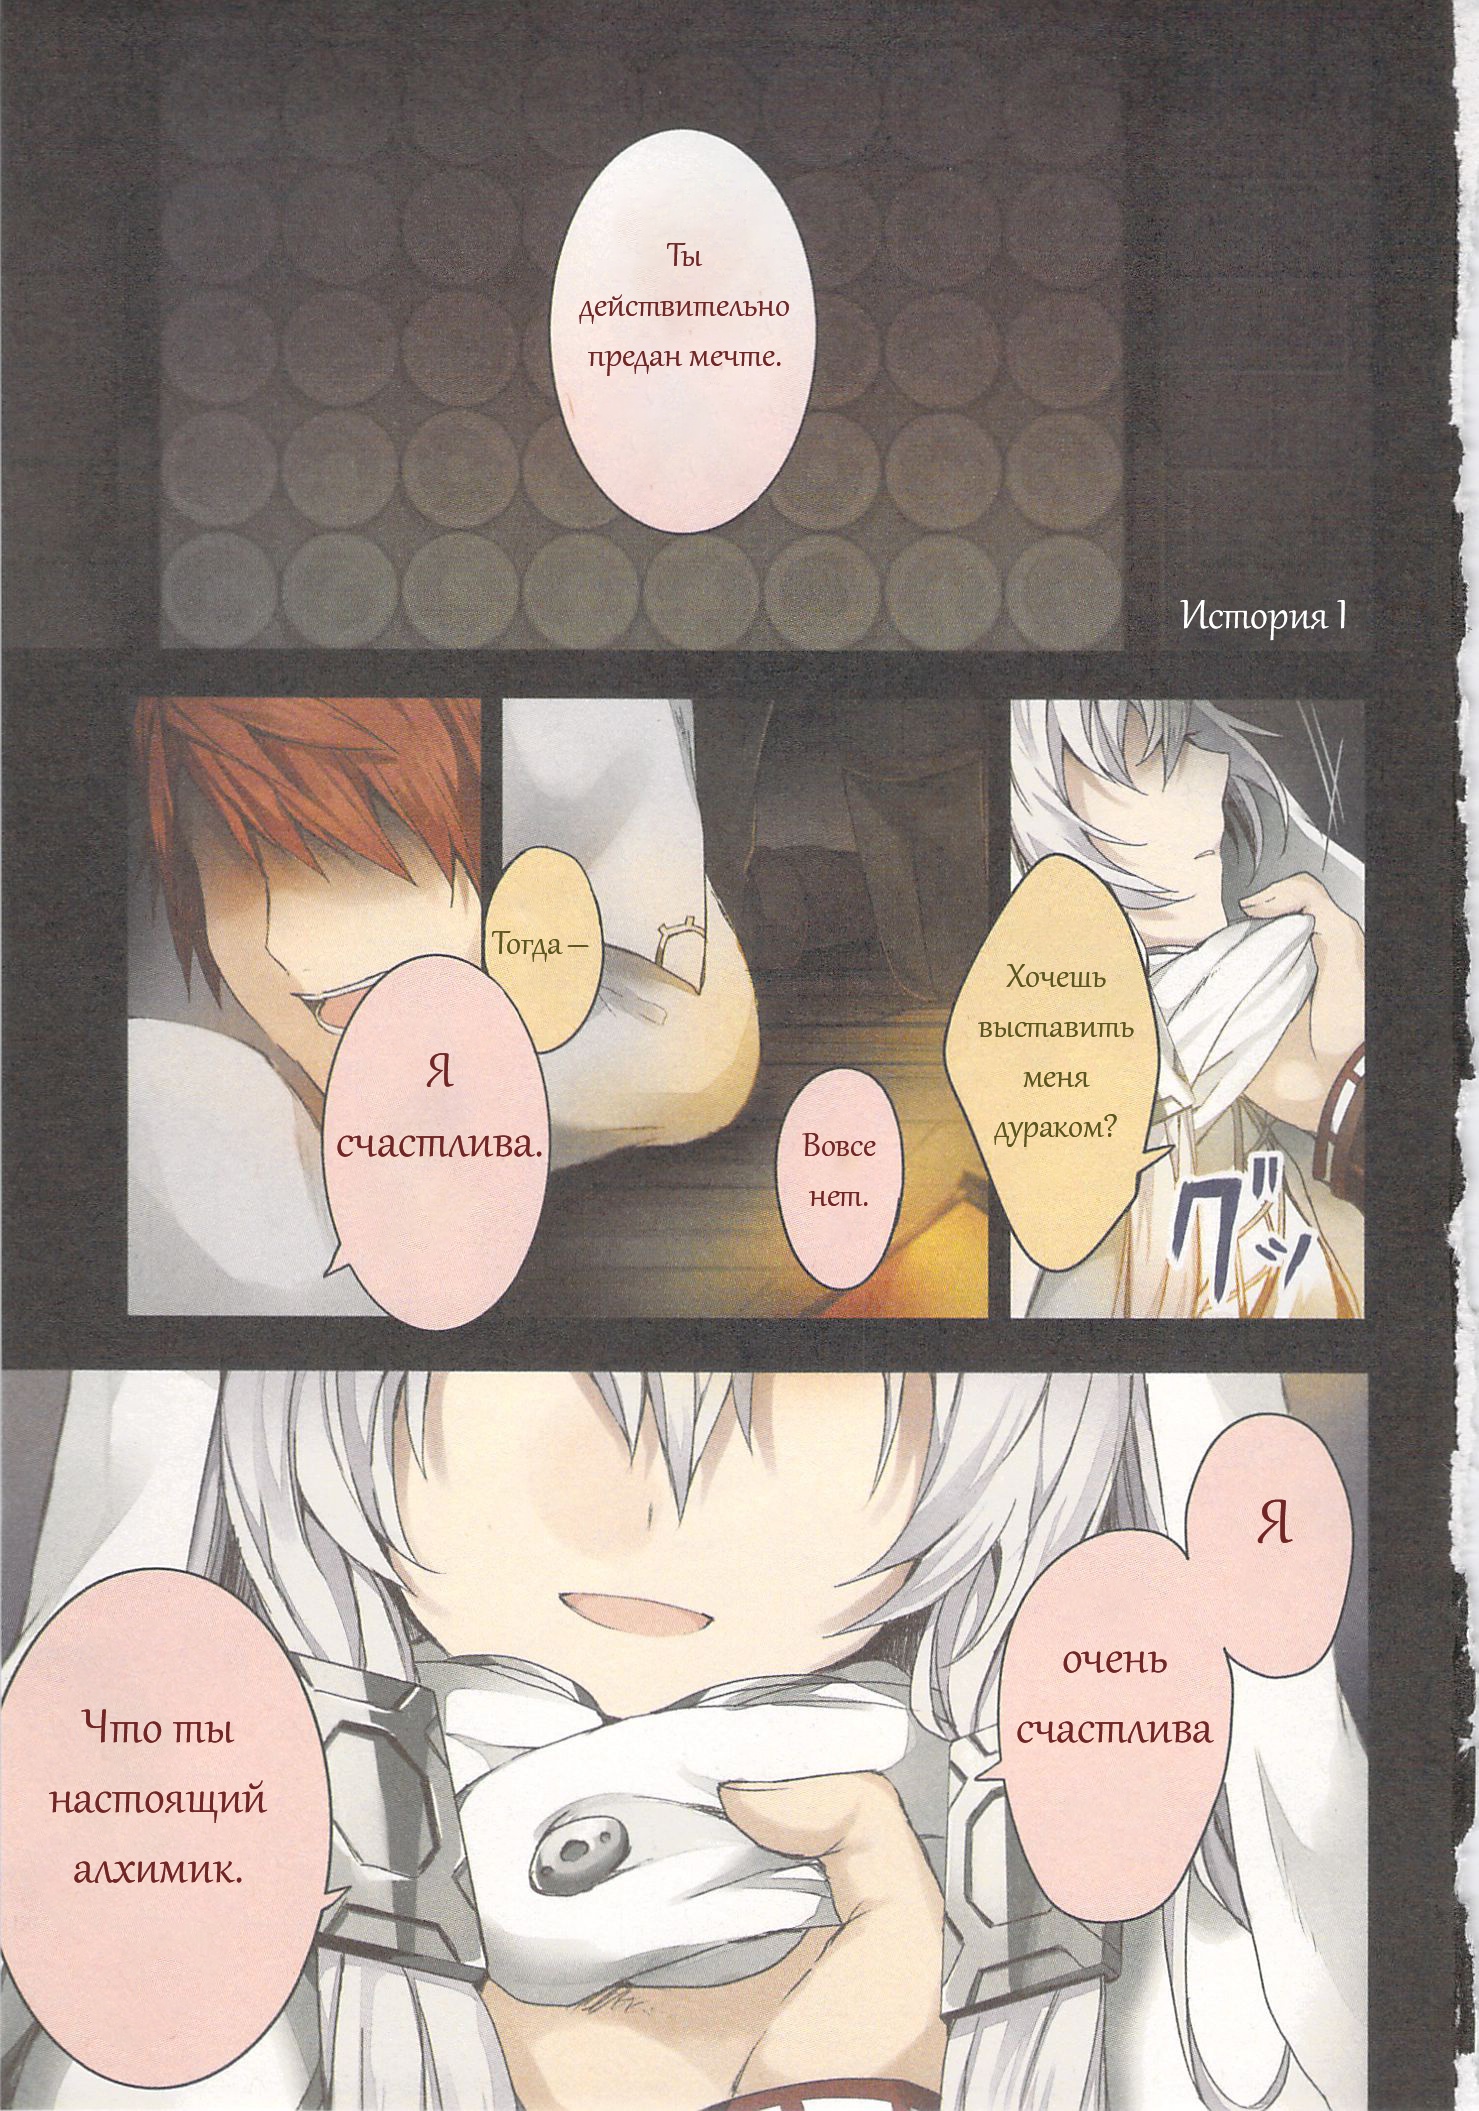 Ты
действительно
предан мечте.
История 1
Хочешь
выставить
меня
дураком?
グッ
Вовсе
нет.
Тогда —
Я
счастлива.
Я
очень
счастлива
Что ты
настоящий
алхимик.